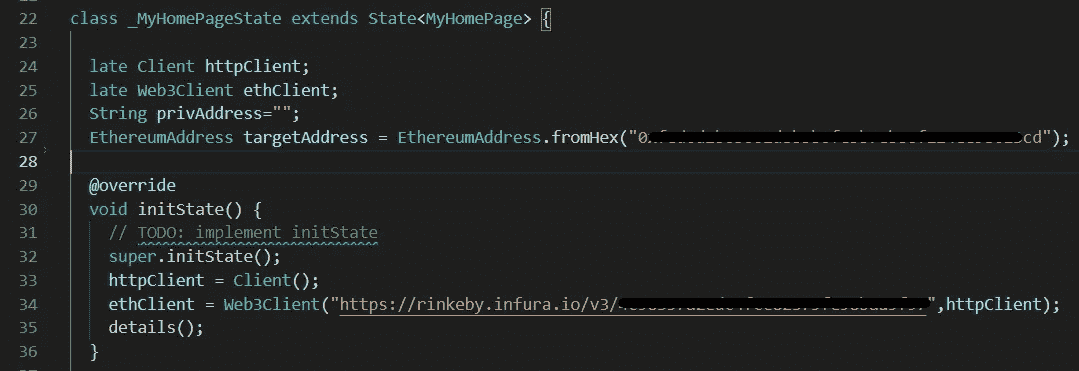 22 class _MyHomePageState extends State<MyHomePage> {
23
24 late Client httpClient;
25 late Web3Client ethClient;
26 String privAddress="";
27 EthereumAddress targetAddress = EthereumAddress.fromHex("0 cd");
28
29 @override
30 void initState() {
31 // TODO: implement initState
32 super.initState();
33 httpClient = Client();
34 ethClient = Web3Client("https://rinkeby.infura.io/v3/ ",httpClient);
35 details();
36 }